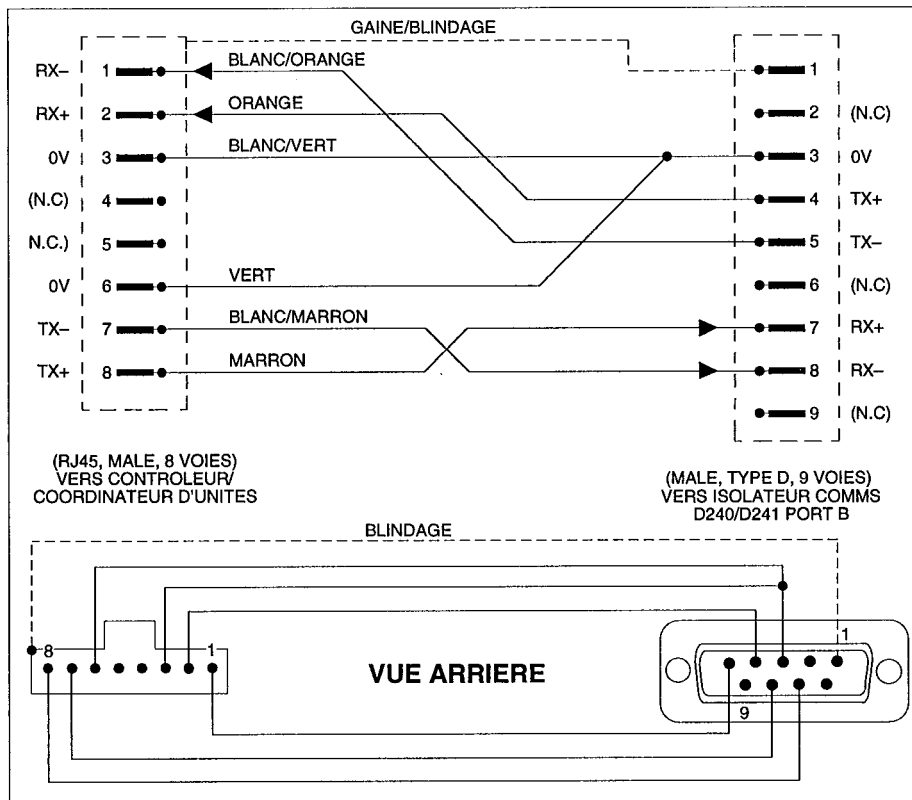 GAINE/BLINDAGE
RX– 1 BLANC/ORANGE 1
RX+ 2 ORANGE 2 (N.C)
0V 3 BLANC/VERT 3 0V
(N.C) 4 4 TX+
N.C.) 5 5 TX–
0V 6 VERT 6 (N.C)
TX– 7 BLANC/MARRON 7 RX+
TX+ 8 MARRON 8 RX–
9 (N.C)
(RJ45, MALE, 8 VOIES)
VERS CONTROLEUR/
COORDINATEUR D'UNITES
(MALE, TYPE D, 9 VOIES)
VERS ISOLATEUR COMMS
D240/D241 PORT B
BLINDAGE
8 1
1
VUE ARRIERE
9